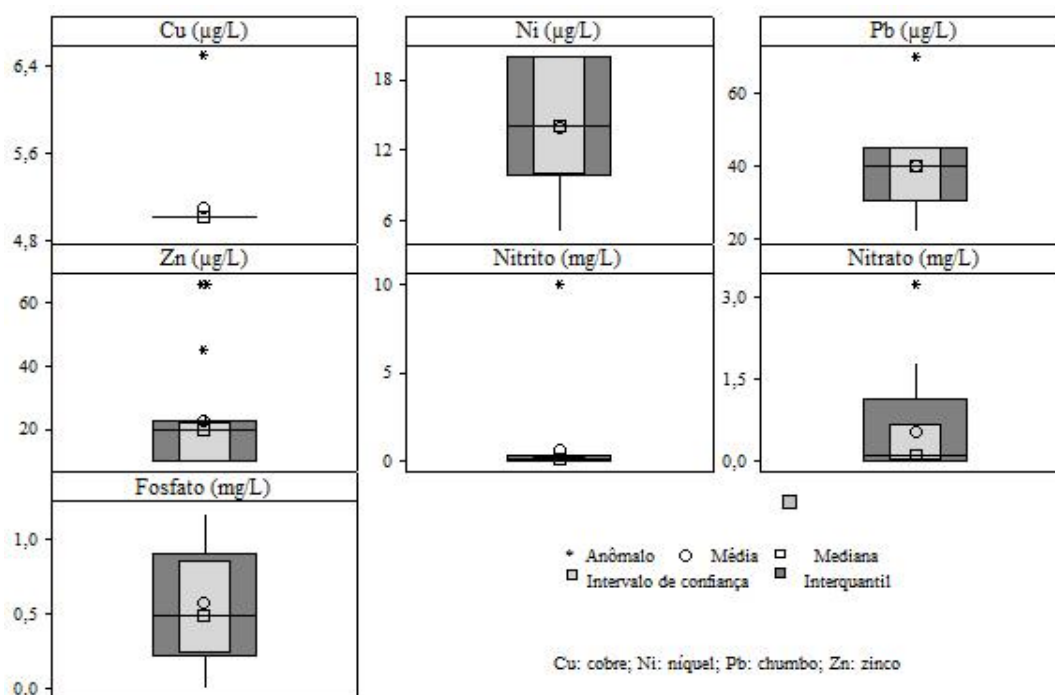 Cu (µg/L)
6,4
5,6
4,8
Ni (µg/L)
18
12
6
Pb (µg/L)
60
40
20
Zn (µg/L)
60
40
20
Nitrito (mg/L)
10
5
0
Nitrato (mg/L)
3,0
1,5
0,0
Fosfato (mg/L)
1,0
0,5
0,0
* Anômalo Média Mediana
Intervalo de confiança Interquantil
Cu: cobre; Ni: níquel; Pb: chumbo; Zn: zinco